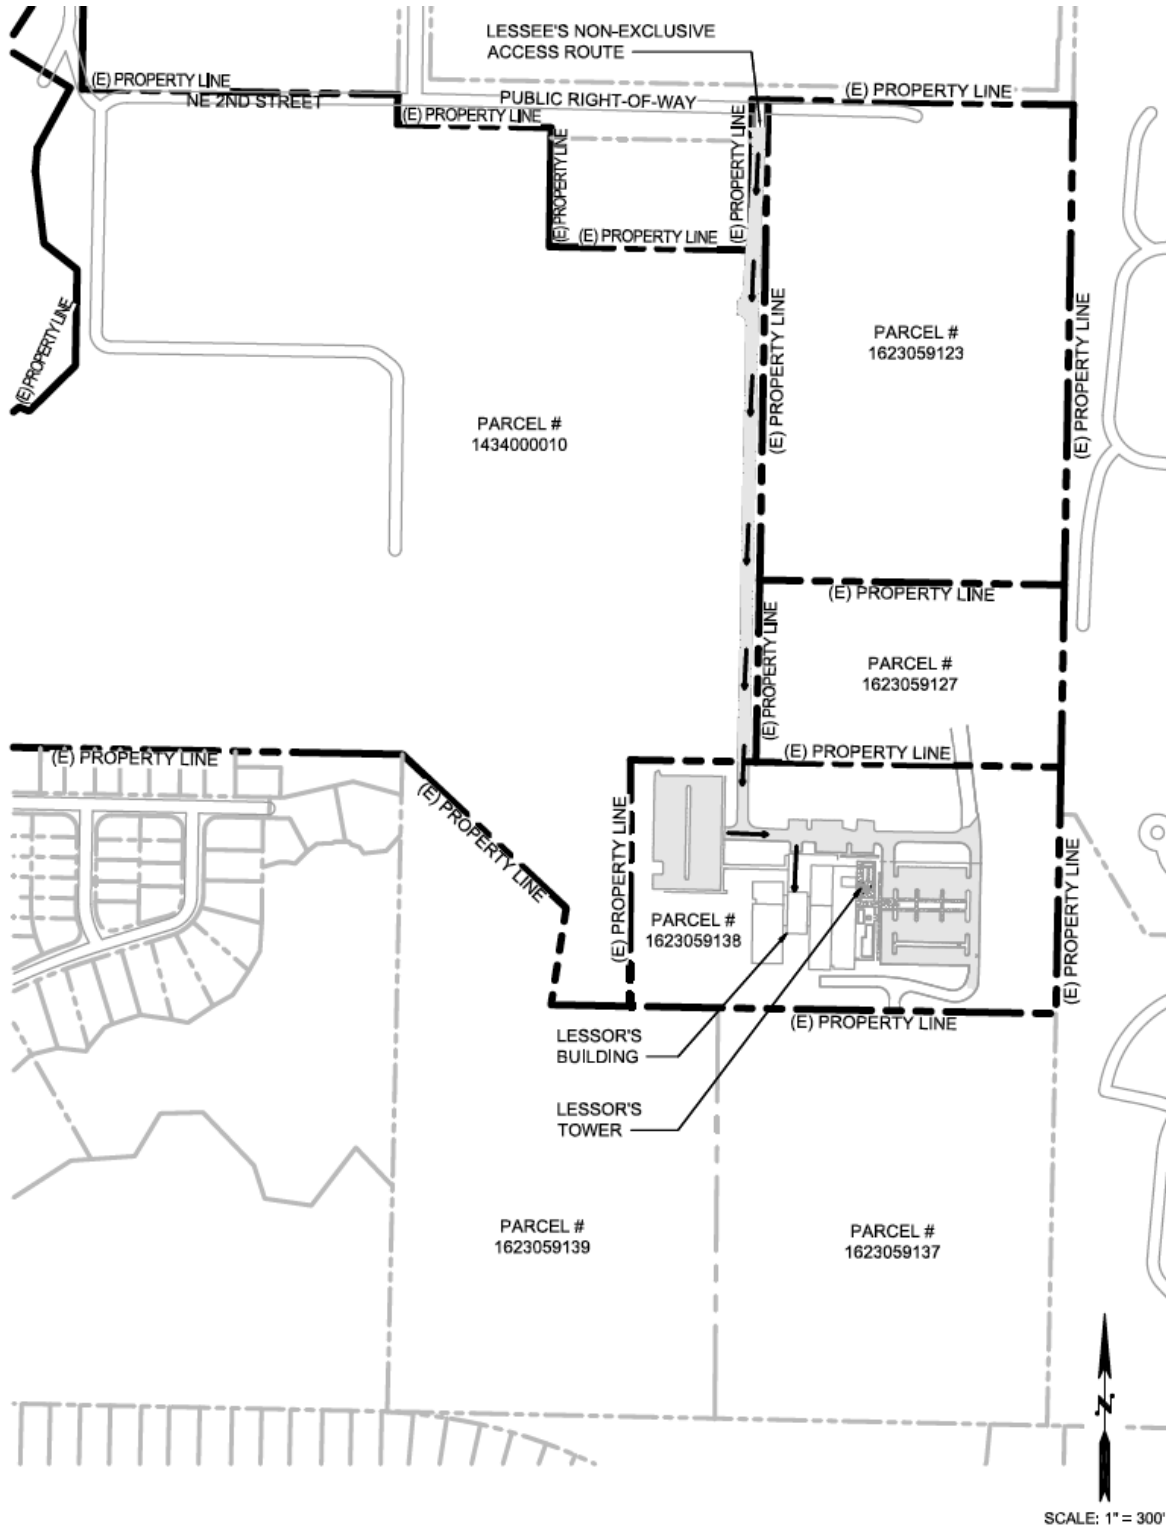 LESSEE'S NON-EXCLUSIVE
ACCESS ROUTE
(E) PROPERTY LINE
(E) PROPERTY LINE
NE 2ND STREET
PUBLIC RIGHT-OF-WAY
(E) PROPERTY LINE
(E) PROPERTY LINE
(E) PROPERTY LINE
(E) PROPERTY LINE
(E) PROPERTY LINE
(E) PROPERTY LINE
(E) PROPERTY LINE
PARCEL #
1623059123
(E) PROPERTY LINE
PARCEL #
1434000010
(E) PROPERTY LINE
(E) PROPERTY LINE
PARCEL #
1623059127
(E) PROPERTY LINE
(E) PROPERTY LINE
(E) PROPERTY LINE
(E) PROPERTY LINE
(E) PROPERTY LINE
PARCEL #
1623059138
(E) PROPERTY LINE
(E) PROPERTY LINE
LESSOR'S
BUILDING
LESSOR'S
TOWER
PARCEL #
1623059139
PARCEL #
1623059137
N
SCALE: 1" = 300'